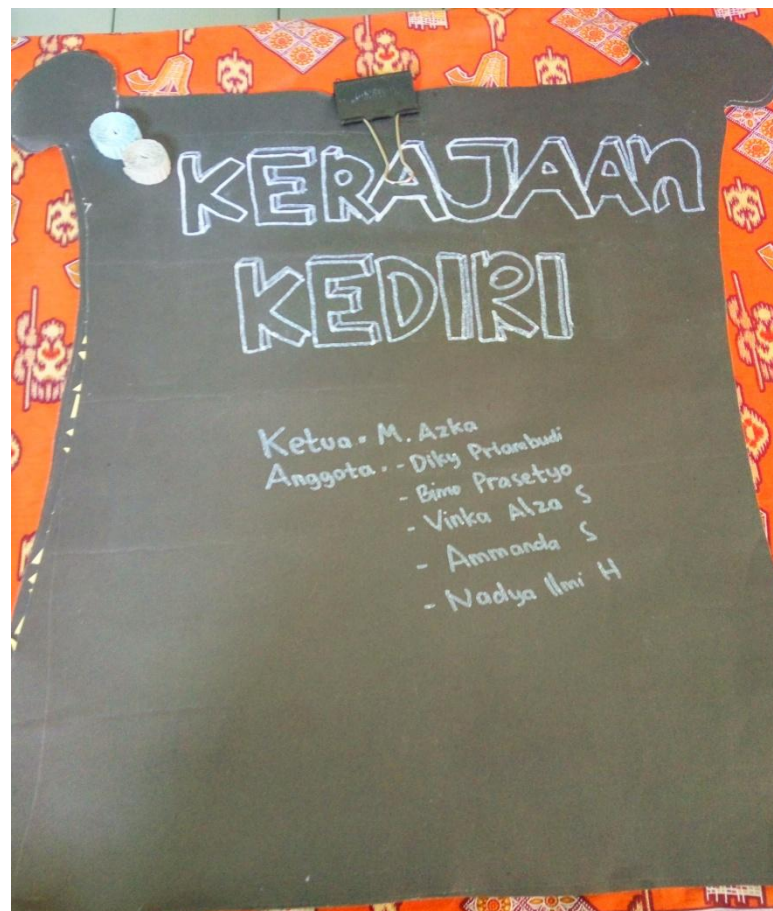 KERAJAAN
KEDIRI
Ketua. M. Azka
Anggota. - Diky Priambudi
- Bimo Prasetyo
- Vinka Alza S
- Ammanda S
- Nadya Ilmi H